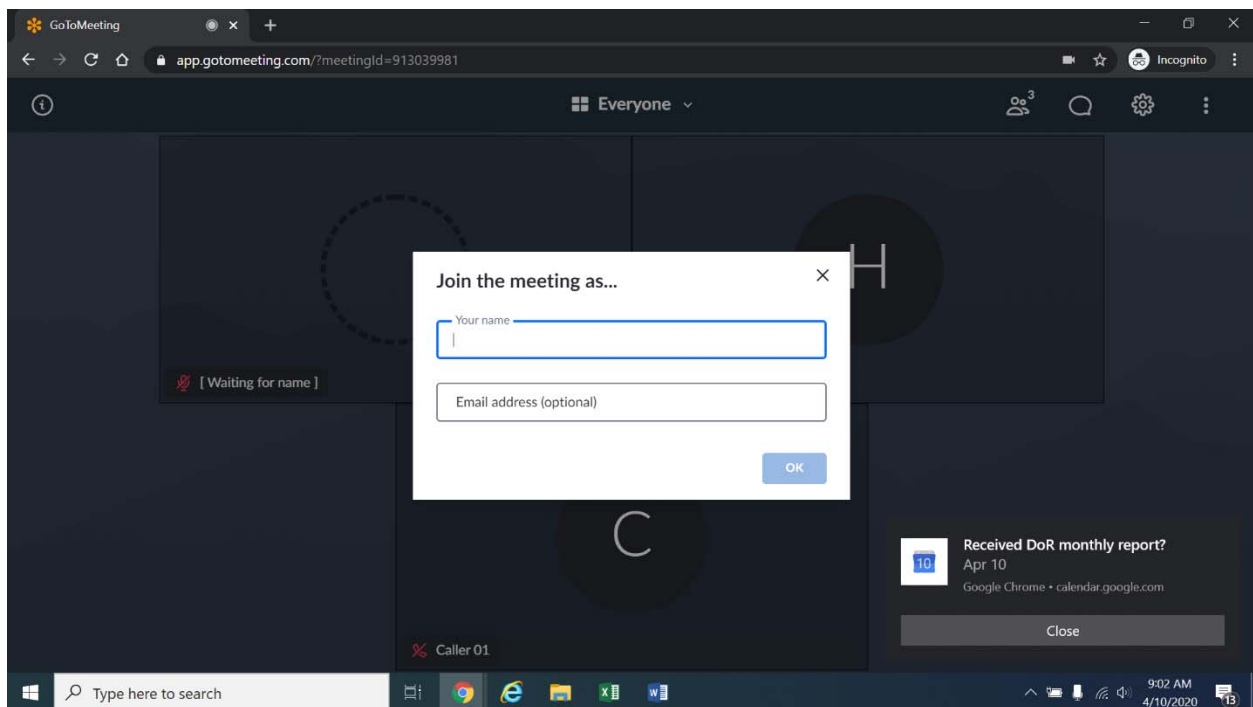 GoToMeeting
app.gotomeeting.com/?meetingId=913039981
Incognito
Everyone
3
H
Join the meeting as...
Your name
[ Waiting for name ]
Email address (optional)
OK
C
Received DoR monthly report?
10
Apr 10
Google Chrome • calendar.google.com
Close
Caller 01
Type here to search
9:02 AM
4/10/2020
13